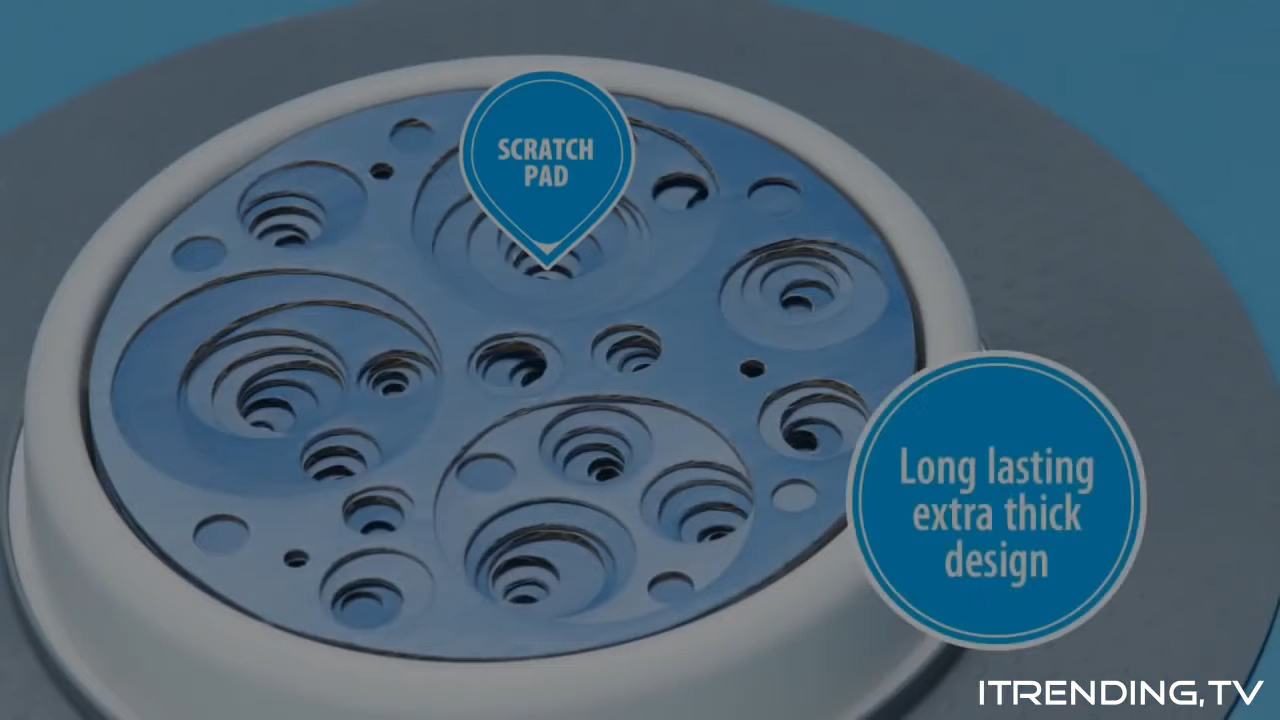 SCRATCH
PAD
Long lasting
extra thick
design
ITRENDING.TV